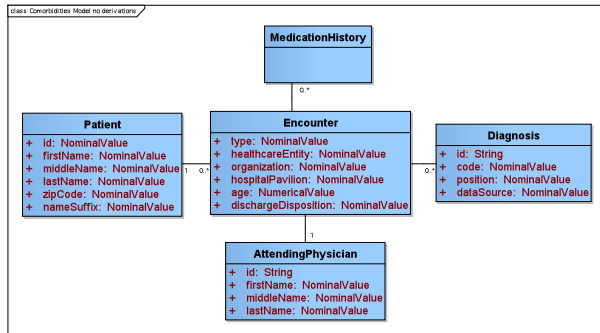 class Comorbidities Model no derivations
MedicationHistory
0..*
Patient
+ id: NominalValue
+ firstName: NominalValue
+ middleName: NominalValue
+ lastName: NominalValue
+ zipCode: NominalValue
+ nameSuffix: NominalValue
1
0..*
Encounter
+ type: NominalValue
+ healthcareEntity: NominalValue
+ organization: NominalValue
+ hospitalPavilion: NominalValue
+ age: NumericalValue
+ dischargeDisposition: NominalValue
0..*
Diagnosis
+ id: String
+ code: NominalValue
+ position: NominalValue
+ dataSource: NominalValue
1
AttendingPhysician
+ id: String
+ firstName: NominalValue
+ middleName: NominalValue
+ lastName: NominalValue